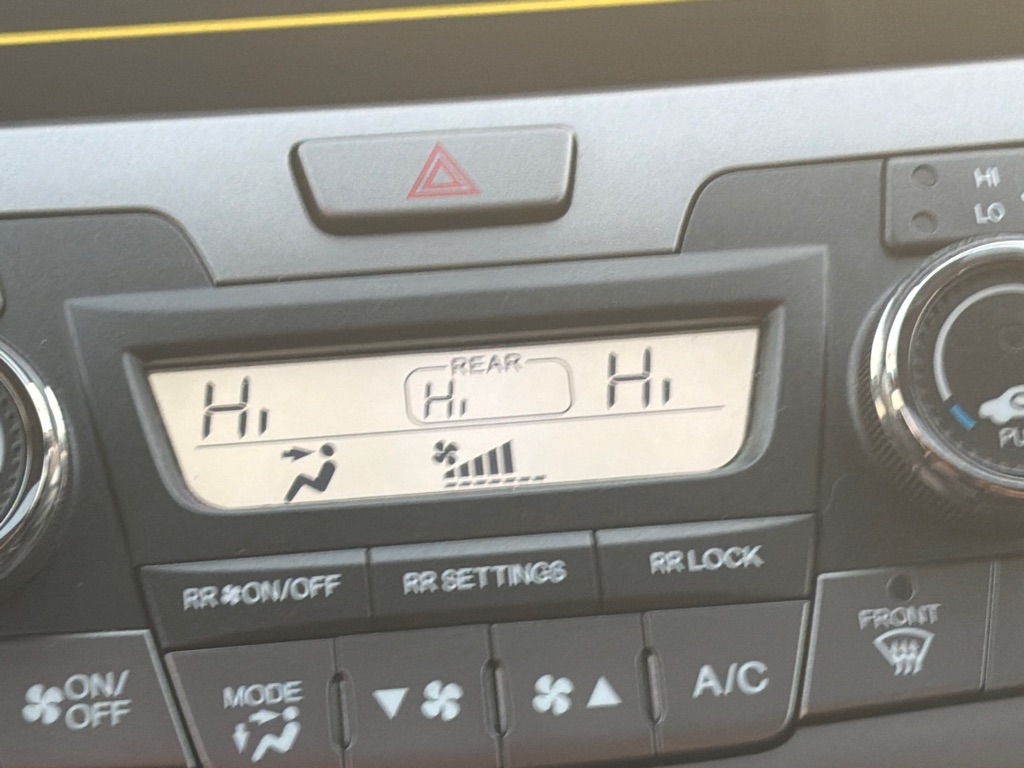 HI
LO
REAR
Hi Hi Hi
RR ON/OFF RR SETTINGS RR LOCK
FRONT
ON/
OFF
MODE
A/C